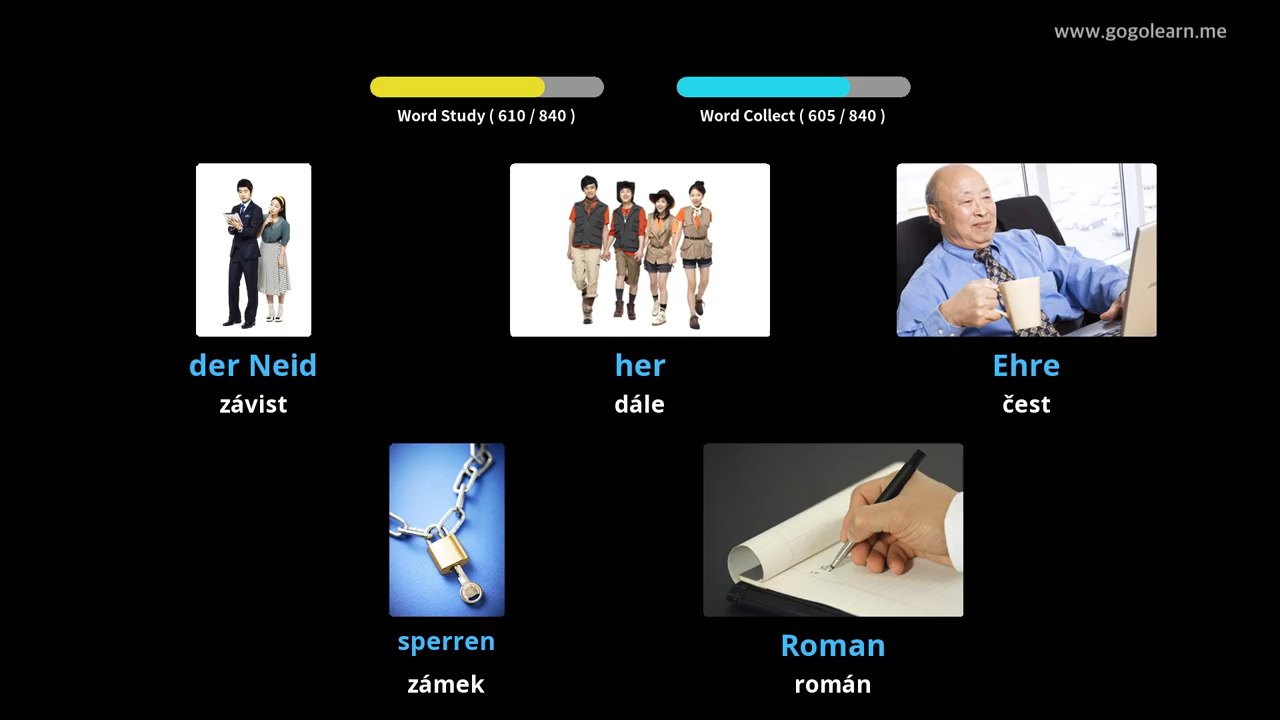 www.gogolearn.me
Word Study ( 610 / 840 )
Word Collect ( 605 / 840 )
der Neid
závist
her
dále
Ehre
čest
sperren
zámek
Roman
román